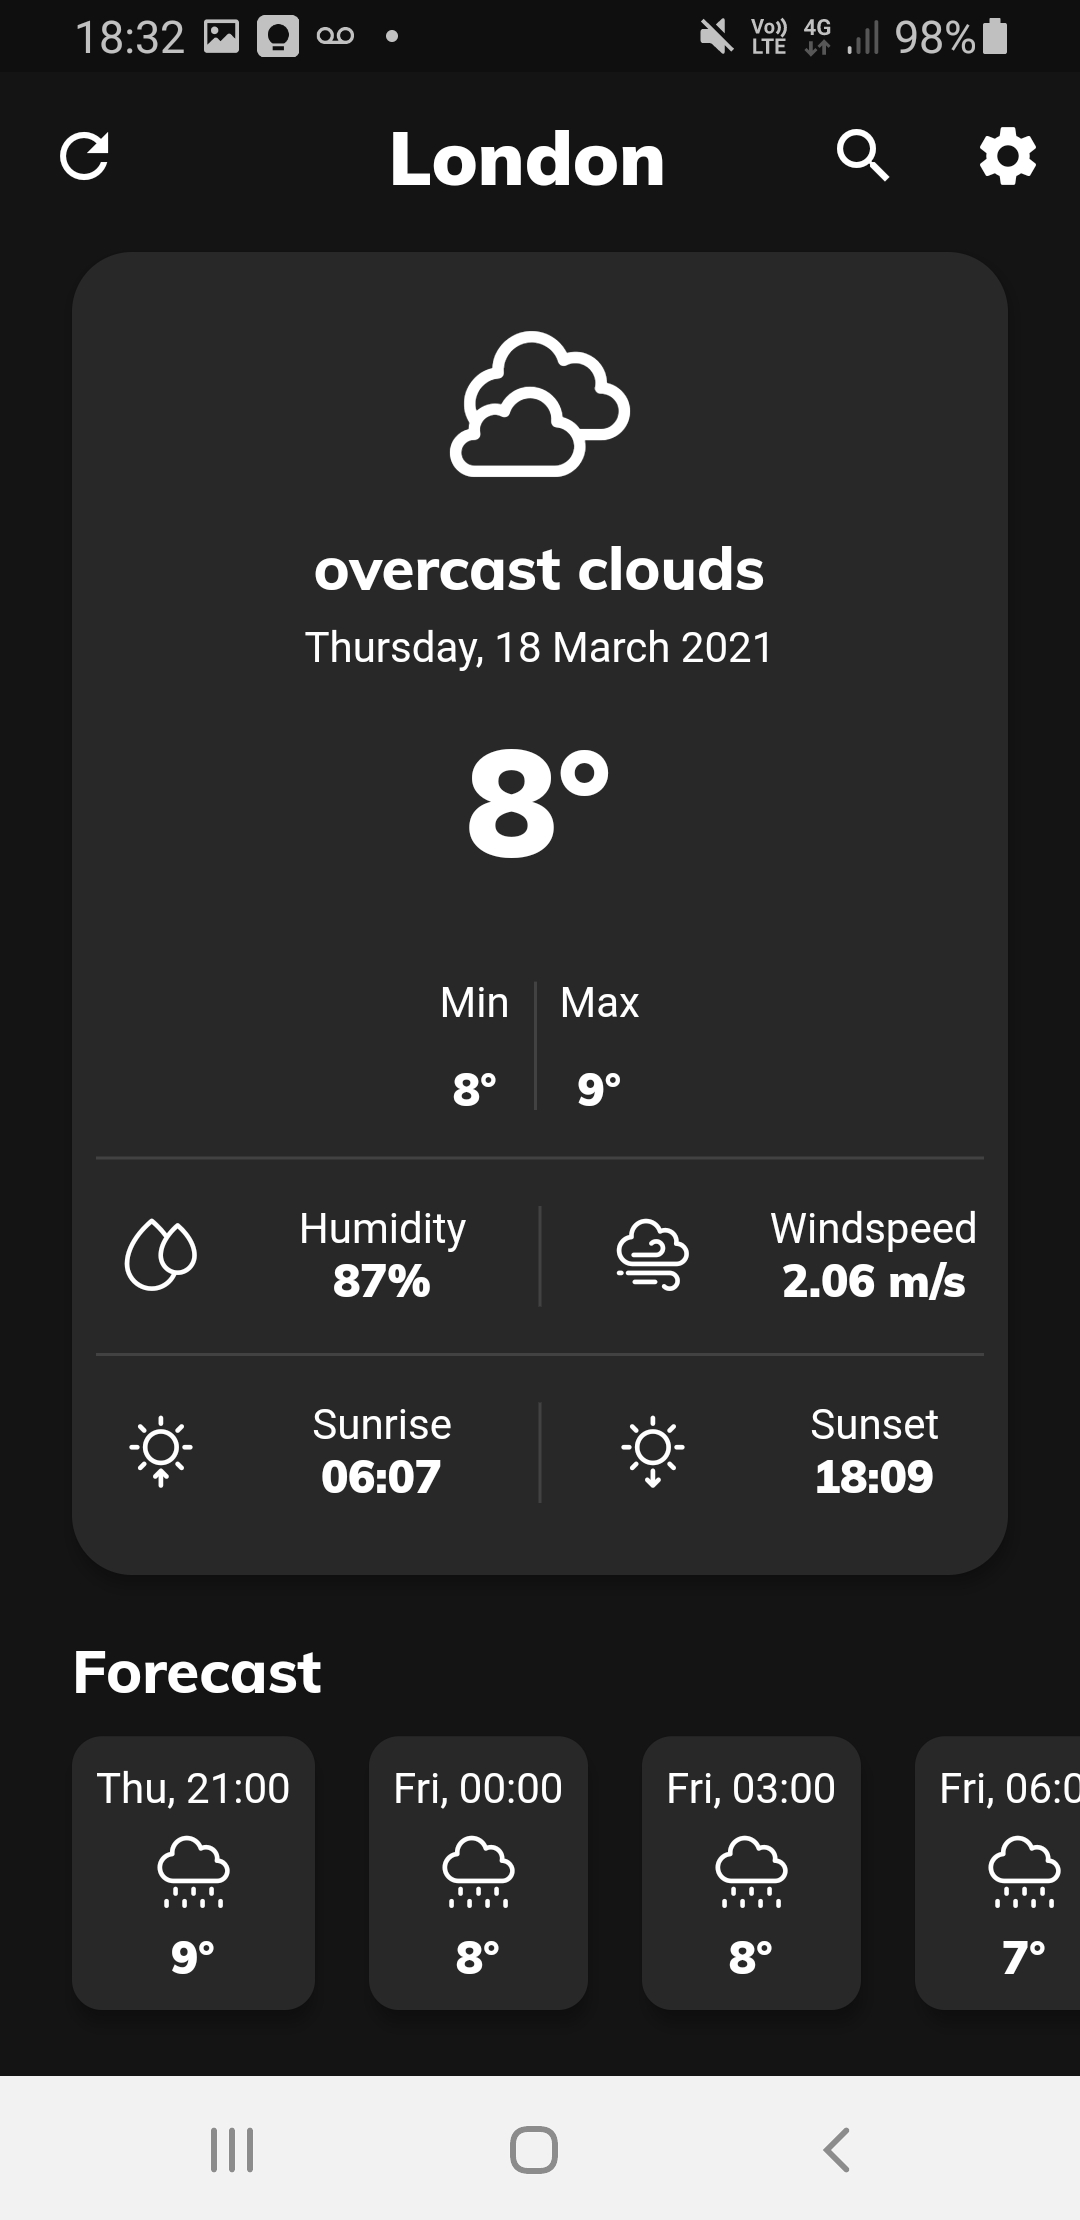 18:32 Vo)) LTE 4G 98%
London
overcast clouds
Thursday, 18 March 2021
8°
Min Max
8° 9°
Humidity Windspeed
87% 2.06 m/s
Sunrise Sunset
06:07 18:09
Forecast
Thu, 21:00 Fri, 00:00 Fri, 03:00 Fri, 06:0
9° 8° 8° 7°